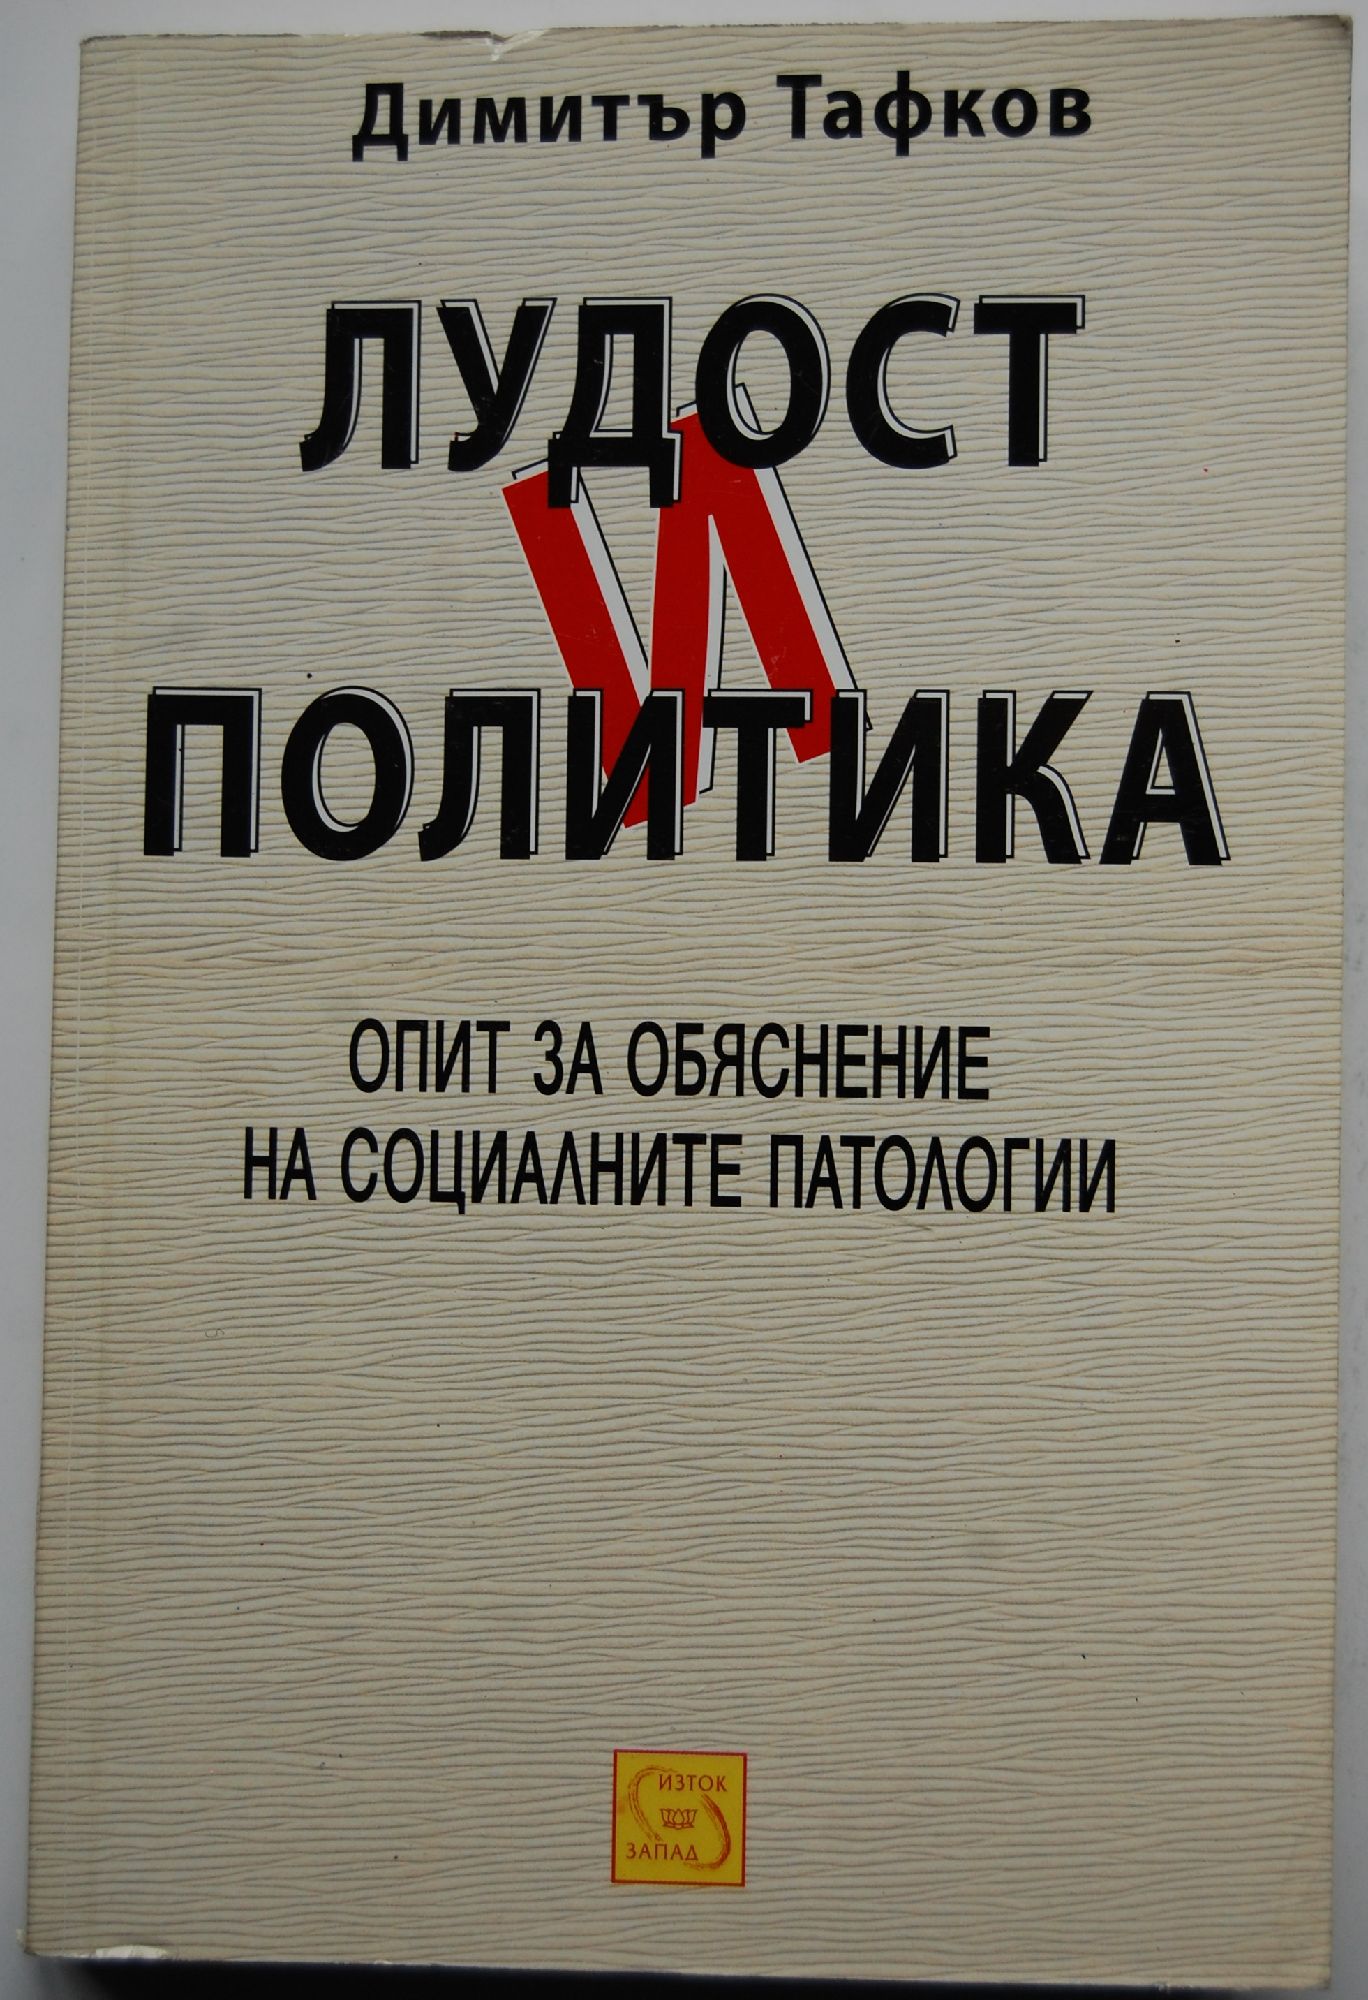 Димитър Тафков
ЛУДОСТ
И
ПОЛИТИКА
ОПИТ ЗА ОБЯСНЕНИЕ
НА СОЦИАЛНИТЕ ПАТОЛОГИИ
ИЗТОК
ЗАПАД